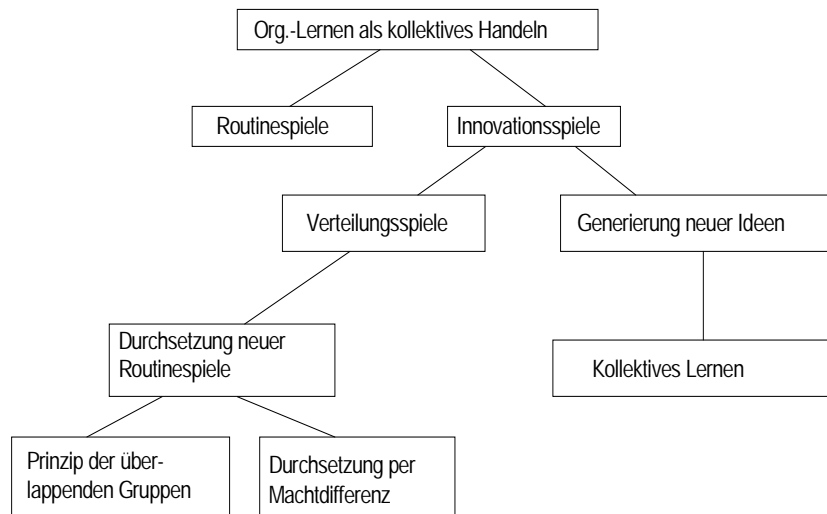 Org.-Lernen als kollektives Handeln
Routinespiele
Innovationsspiele
Verteilungsspiele
Generierung neuer Ideen
Durchsetzung neuer
Routinespiele
Kollektives Lernen
Prinzip der über-
lappenden Gruppen
Durchsetzung per
Machtdifferenz